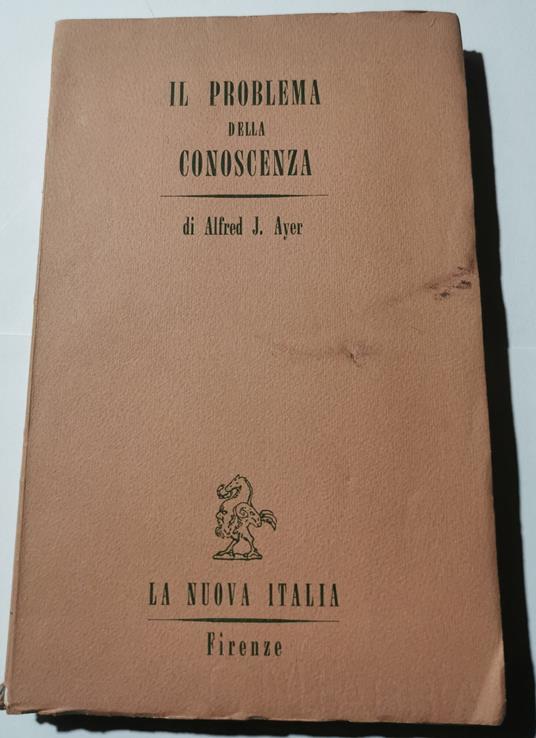 IL PROBLEMA
DELLA
CONOSCENZA
di Alfred J. Ayer
LA NUOVA ITALIA
Firenze